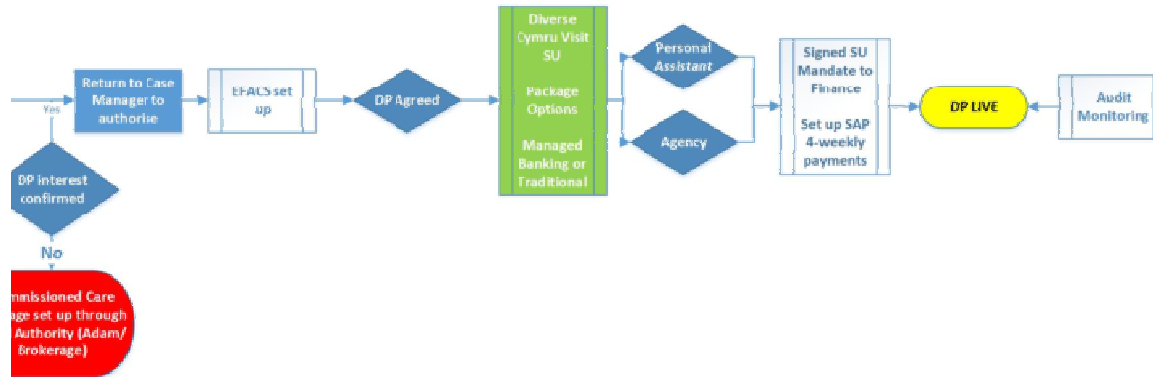 Yes
Return to Case
Manager to
authorise
EFACS set
up
DP Agreed
Diverse
Cymru Visit
SU
Package
Options
Managed
Banking or
Traditional
Personal
Assistant
Agency
Signed SU
Mandate to
Finance
Set up SAP
4-weekly
payments
DP LIVE
Audit
Monitoring
DP interest
confirmed
No
Care
set up through
Authority (Adam/
Brokerage)